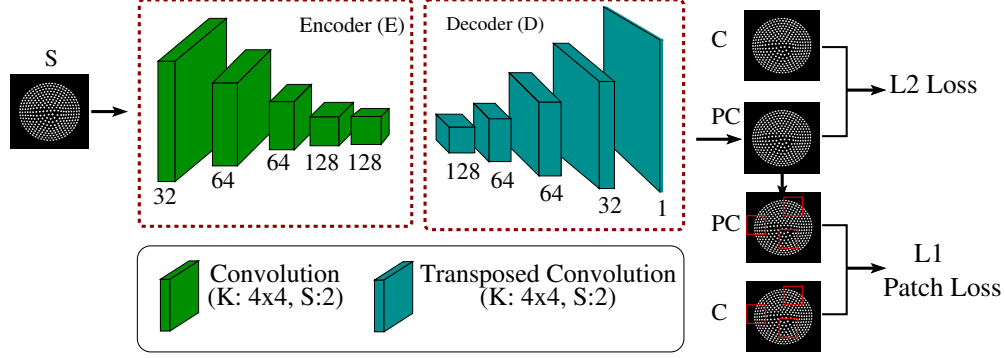 S
Encoder (E)
32
64
64
128
128
Decoder (D)
128
64
64
32
1
C
PC
L2 Loss
PC
C
L1
Patch Loss
Convolution
(K: 4x4, S:2)
Transposed Convolution
(K: 4x4, S:2)